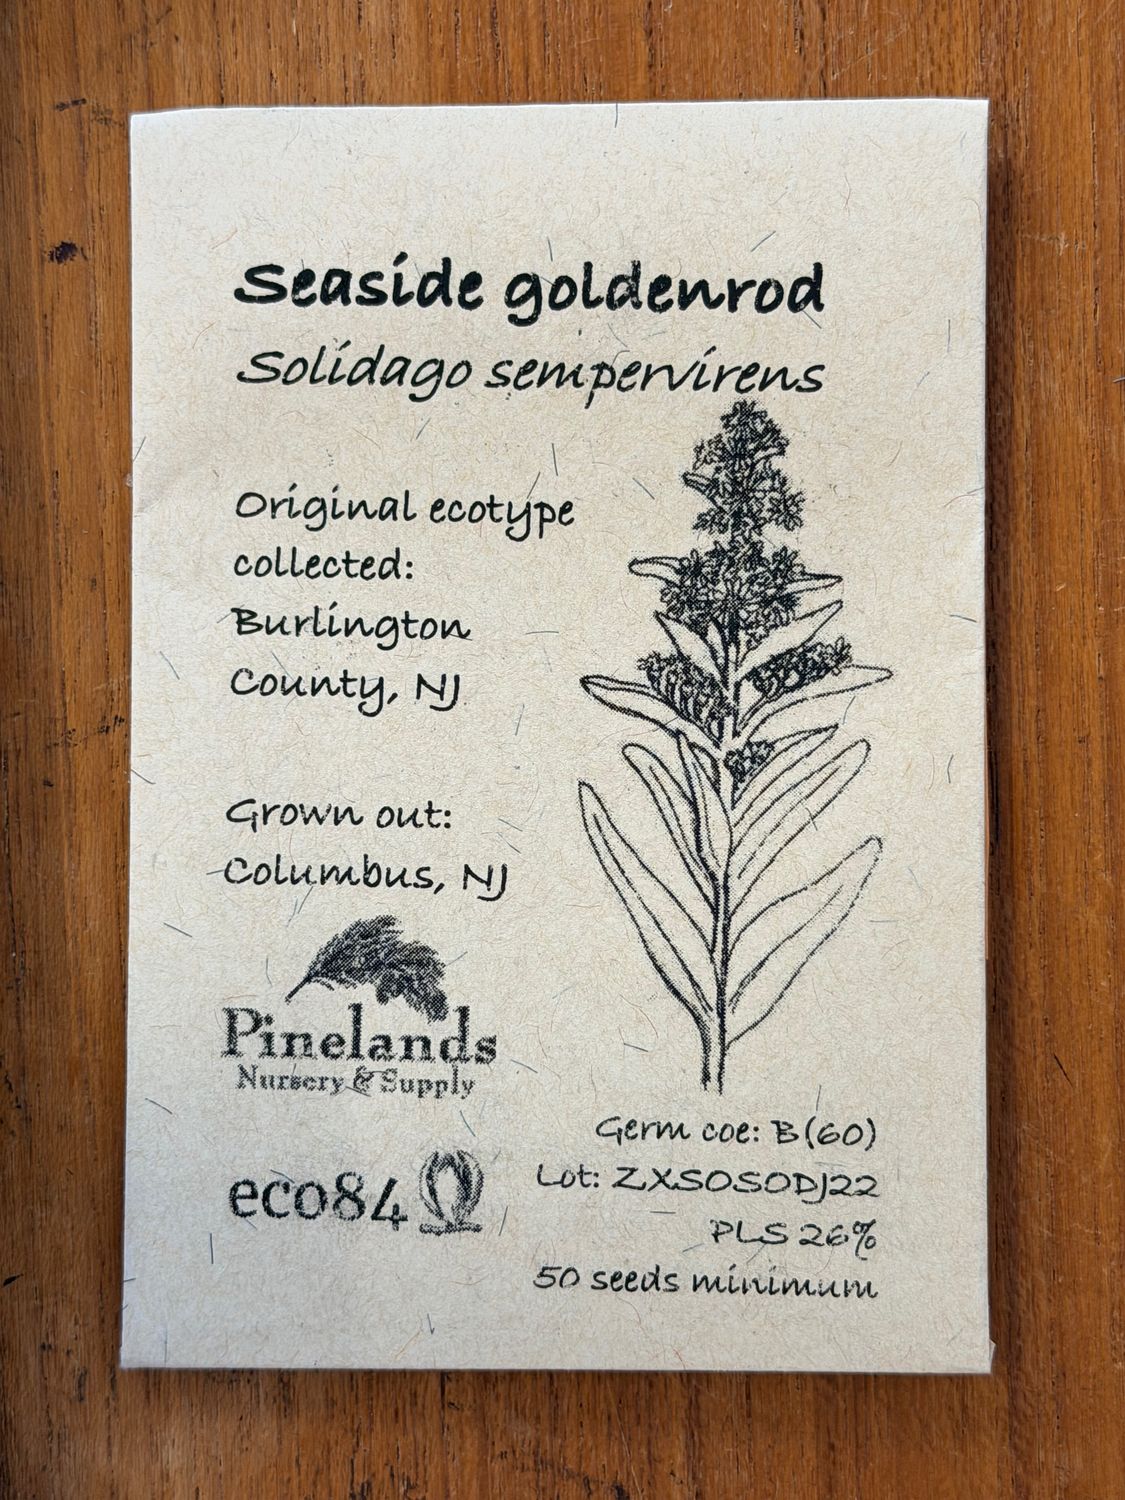 Seaside goldenrod
Solidago sempervirens
Original ecotype
collected:
Burlington
County, NJ
Grown out:
Columbus, NJ
Pinelands
Nursery & Supply
eco84
Germ coe: B(60)
Lot: ZXSOSODJ22
PLS 26%
50 seeds minimum